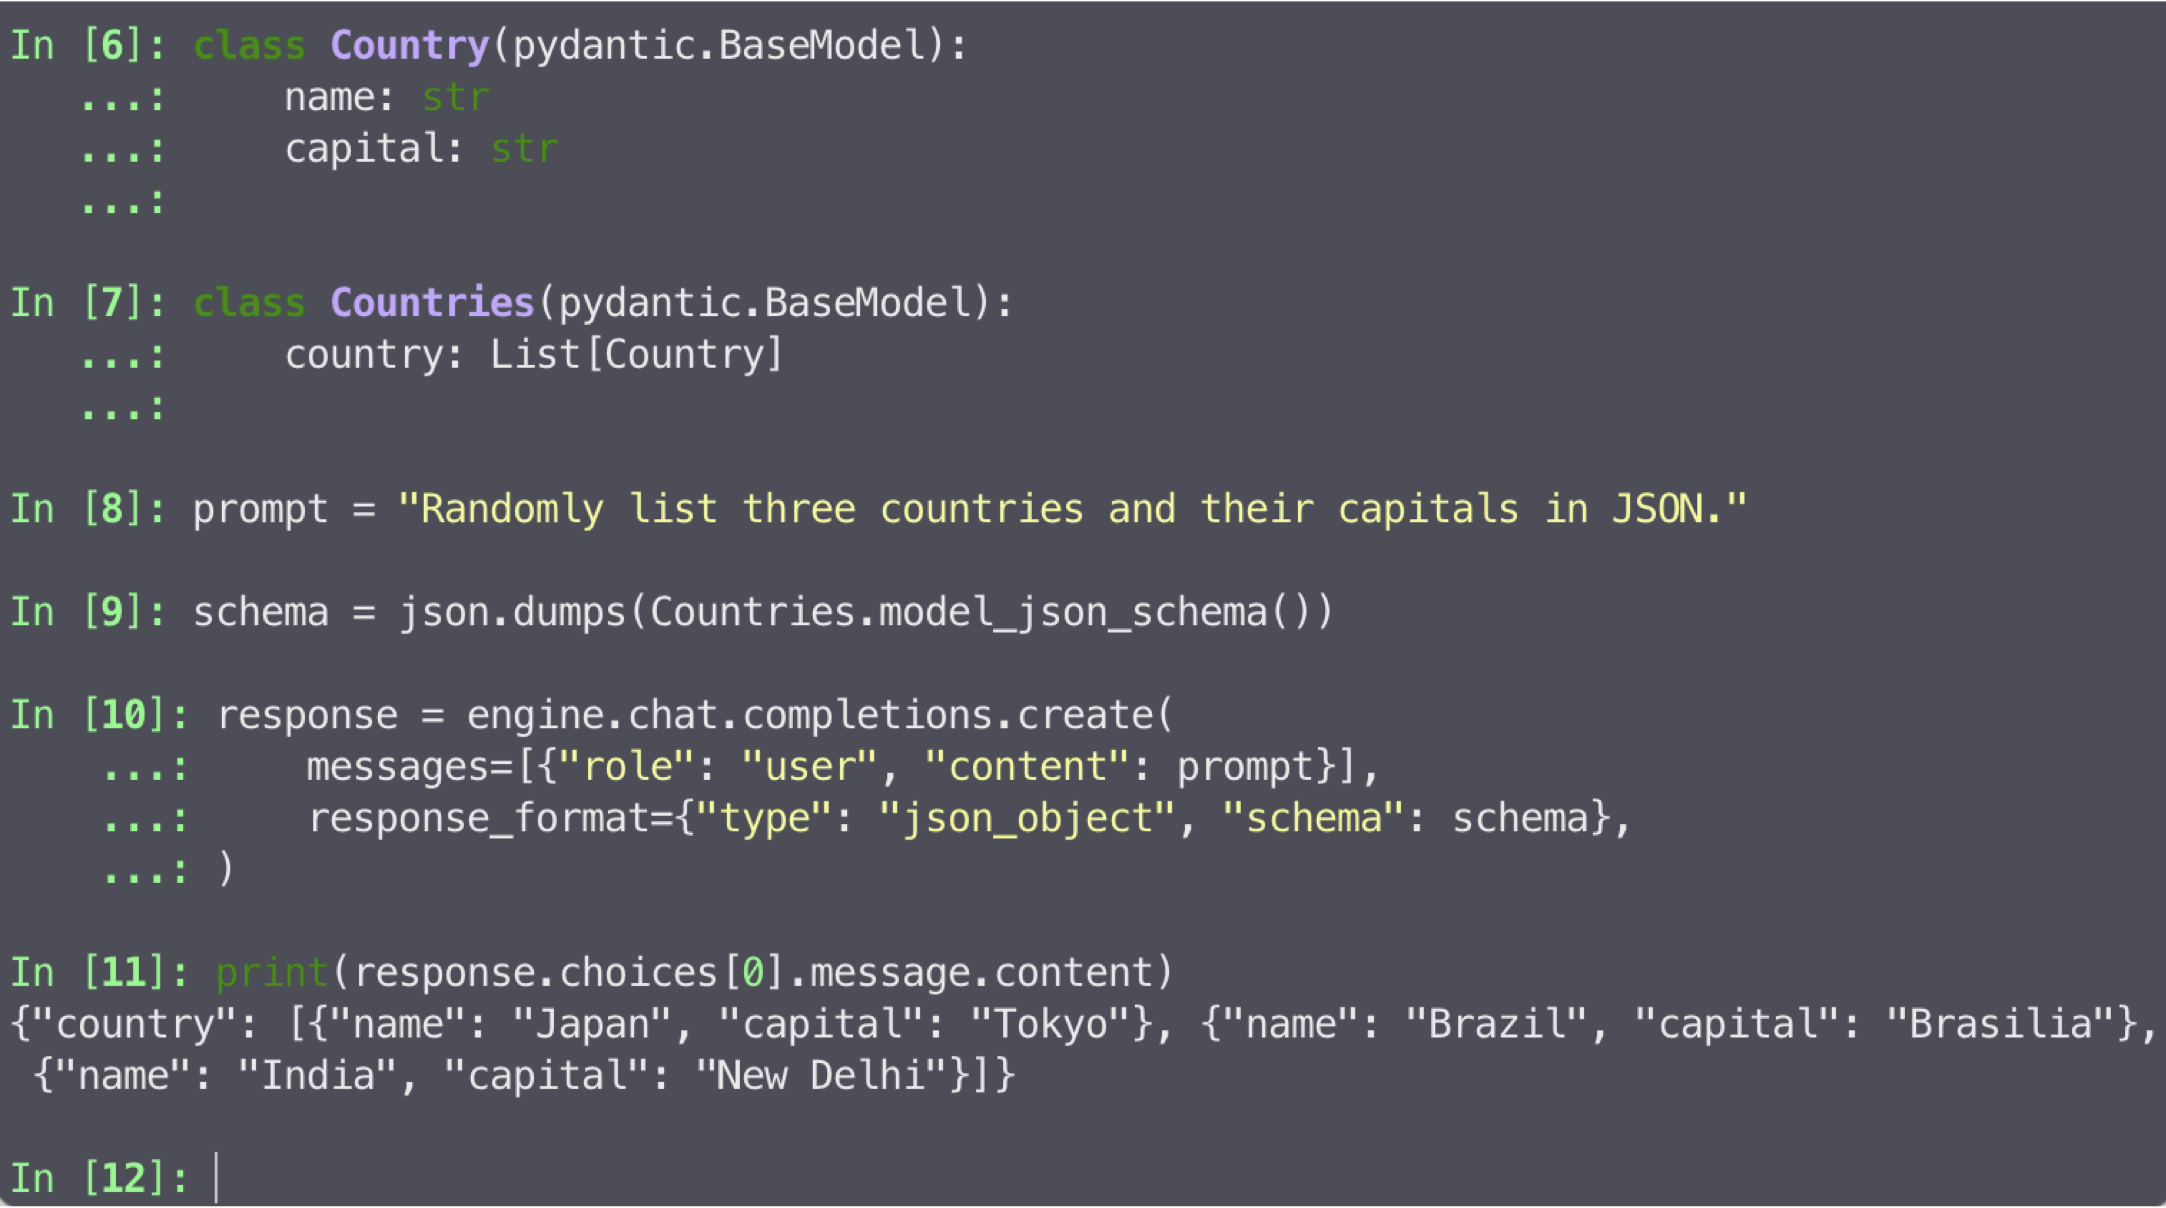 In [6]: class Country(pydantic.BaseModel):
   ...:     name: str
   ...:     capital: str
   ...:
In [7]: class Countries(pydantic.BaseModel):
   ...:     country: List[Country]
   ...:
In [8]: prompt = "Randomly list three countries and their capitals in JSON."
In [9]: schema = json.dumps(Countries.model_json_schema())
In [10]: response = engine.chat.completions.create(
    ...:     messages=[{"role": "user", "content": prompt}],
    ...:     response_format={"type": "json_object", "schema": schema},
    ...: )
In [11]: print(response.choices[0].message.content)
{"country": [{"name": "Japan", "capital": "Tokyo"}, {"name": "Brazil", "capital": "Brasilia"},
 {"name": "India", "capital": "New Delhi"}]}
In [12]: